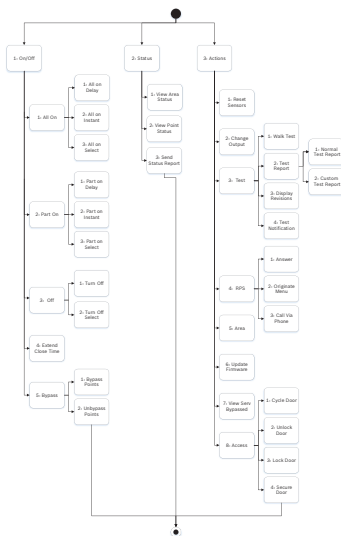 1: On/Off
2: Status
3: Actions
1: All On
1: All on
Delay
2: All on
Instant
3: All on
Select
2: Part On
1: Part on
Delay
2: Part on
Instant
3: Part on
Select
3: Off
1: Turn Off
2: Turn Off
Select
4: Extend
Close Time
5: Bypass
1: Bypass
Points
2: Unbypass
Points
1: View Area
Status
2: View Point
Status
3: Send
Status Report
1: Reset
Sensors
2: Change
Output
3: Test
1: Walk Test
2: Test
Report
1: Normal
Test Report
2: Custom
Test Report
3: Display
Revisions
4: Test
Notification
4: RPS
1: Answer
2: Originate
Menu
3: Call Via
Phone
5: Area
6: Update
Firmware
7: View Serv
Bypassed
8: Access
1: Cycle Door
2: Unlock
Door
3: Lock Door
4: Secure
Door